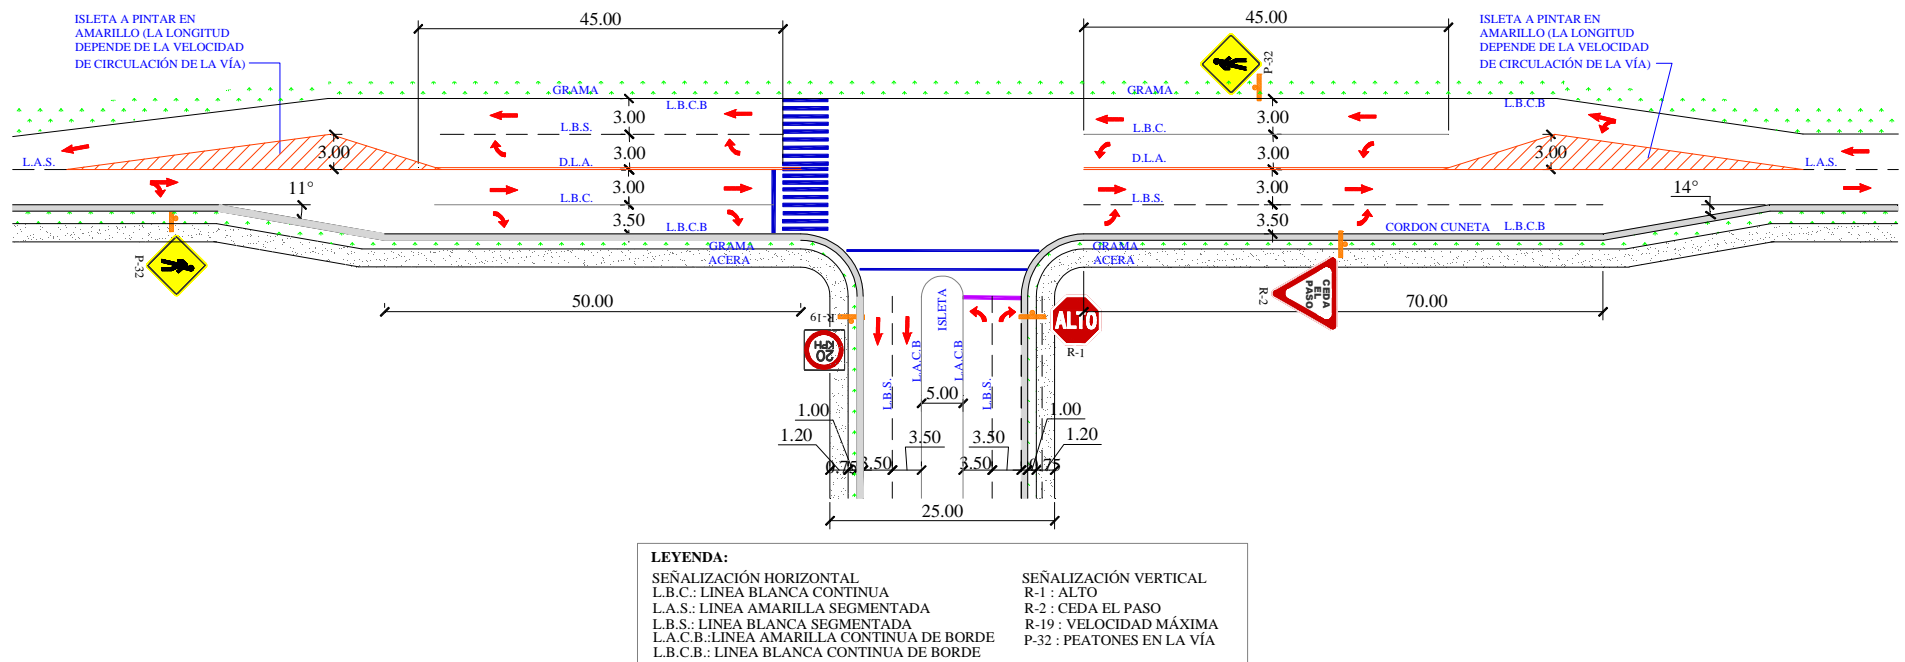 ISLETA A PINTAR EN
AMARILLO (LA LONGITUD
DEPENDE DE LA VELOCIDAD
DE CIRCULACIÓN DE LA VÍA)
45.00
45.00
ISLETA A PINTAR EN
AMARILLO (LA LONGITUD
DEPENDE DE LA VELOCIDAD
DE CIRCULACIÓN DE LA VÍA)
P-32
GRAMA
L.B.C.B
GRAMA
L.B.C.B
3.00
3.00
L.B.S.
L.B.C.
3.00
3.00
3.00
3.00
L.A.S.
D.L.A.
D.L.A.
L.A.S.
11°
3.00
3.00
14°
L.B.C.
L.B.S.
3.50
3.50
L.B.C.B
CORDON CUNETA
L.B.C.B
GRAMA
ACERA
GRAMA
ACERA
P-32
50.00
70.00
R-19
20
KPH
ISLETA
ALTO
R-1
R-2
CEDA
EL
PASO
L.B.S.
L.A.C.B
L.A.C.B
L.B.S.
5.00
1.00
1.00
1.20
3.50
3.50
1.20
0.75
3.50
3.50
0.75
25.00
LEYENDA:
SEÑALIZACIÓN HORIZONTAL
L.B.C.: LINEA BLANCA CONTINUA
L.A.S.: LINEA AMARILLA SEGMENTADA
L.B.S.: LINEA BLANCA SEGMENTADA
L.A.C.B.:LINEA AMARILLA CONTINUA DE BORDE
L.B.C.B.: LINEA BLANCA CONTINUA DE BORDE
SEÑALIZACIÓN VERTICAL
R-1 : ALTO
R-2 : CEDA EL PASO
R-19 : VELOCIDAD MÁXIMA
P-32 : PEATONES EN LA VÍA